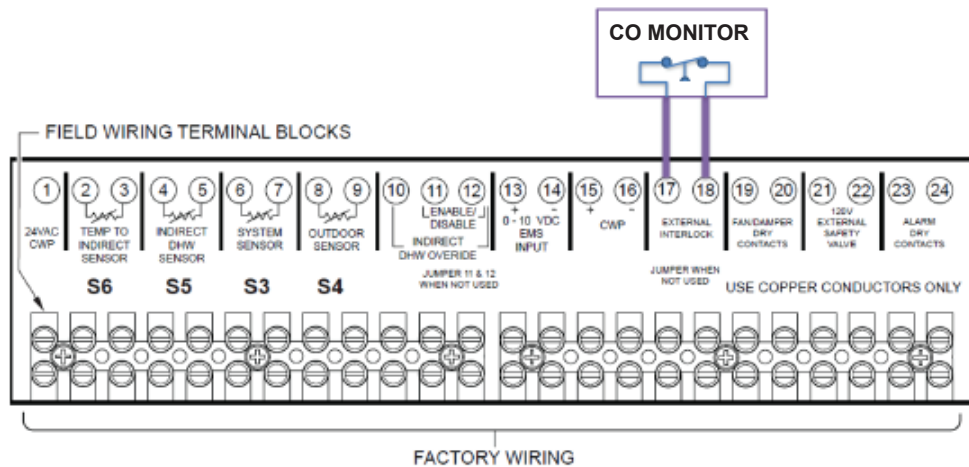 CO MONITOR
FIELD WIRING TERMINAL BLOCKS
1 2 3 4 5 6 7 8 9 10 11 12 13 14 15 16 17 18 19 20 21 22 23 24
24VAC
CWP
TEMP TO
INDIRECT
SENSOR
INDIRECT
DHW
SENSOR
SYSTEM
SENSOR
OUTDOOR
SENSOR
ENABLE/
DISABLE
INDIRECT
DHW OVERIDE
+ -
0 - 10 VDC
EMS
INPUT
+ -
CWP
EXTERNAL
INTERLOCK
FAN/DAMPER
DRY
CONTACTS
120V
EXTERNAL
SAFETY
VALVE
ALARM
DRY
CONTACTS
S6 S5 S3 S4
JUMPER 11 & 12
WHEN NOT USED
JUMPER WHEN
NOT USED
USE COPPER CONDUCTORS ONLY
FACTORY WIRING